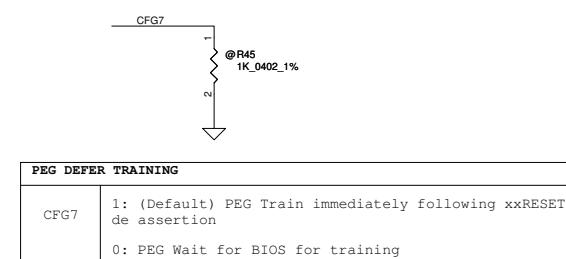 CFG7
1
@R45
1K_0402_1%
2
PEG DEFER TRAINING
CFG7
1: (Default) PEG Train immediately following xxRESET
de assertion
0: PEG Wait for BIOS for training